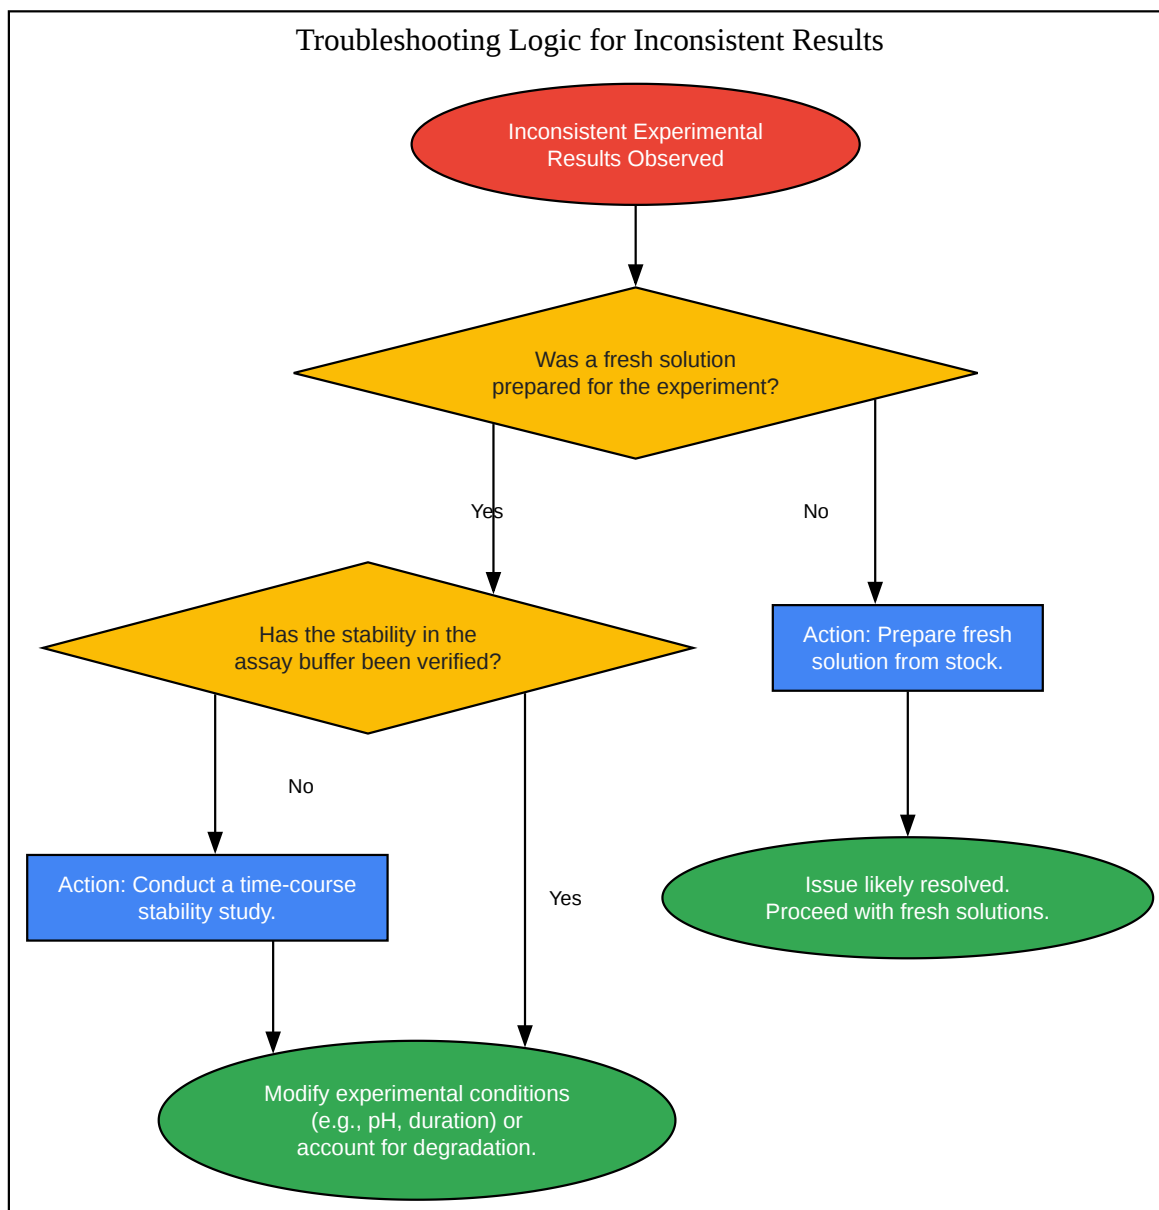 Troubleshooting Logic for Inconsistent Results
Inconsistent Experimental
Results Observed
Was a fresh solution
prepared for the experiment?
Yes
No
Has the stability in the
assay buffer been verified?
Action: Prepare fresh
solution from stock.
No
Action: Conduct a time-course
stability study.
Yes
Issue likely resolved.
Proceed with fresh solutions.
Modify experimental conditions
(e.g., pH, duration) or
account for degradation.